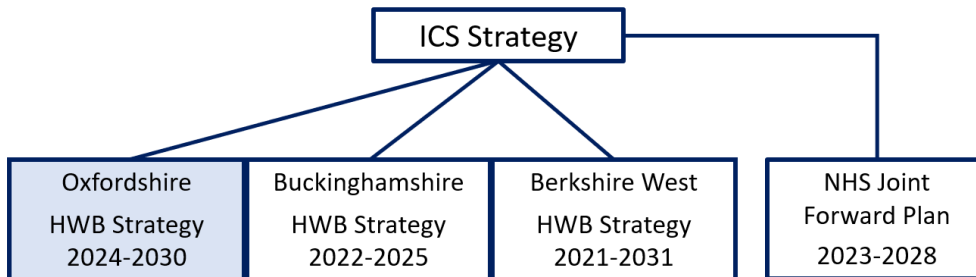 ICS Strategy
Oxfordshire
HWB Strategy
2024-2030
Buckinghamshire
HWB Strategy
2022-2025
Berkshire West
HWB Strategy
2021-2031
NHS Joint
Forward Plan
2023-2028